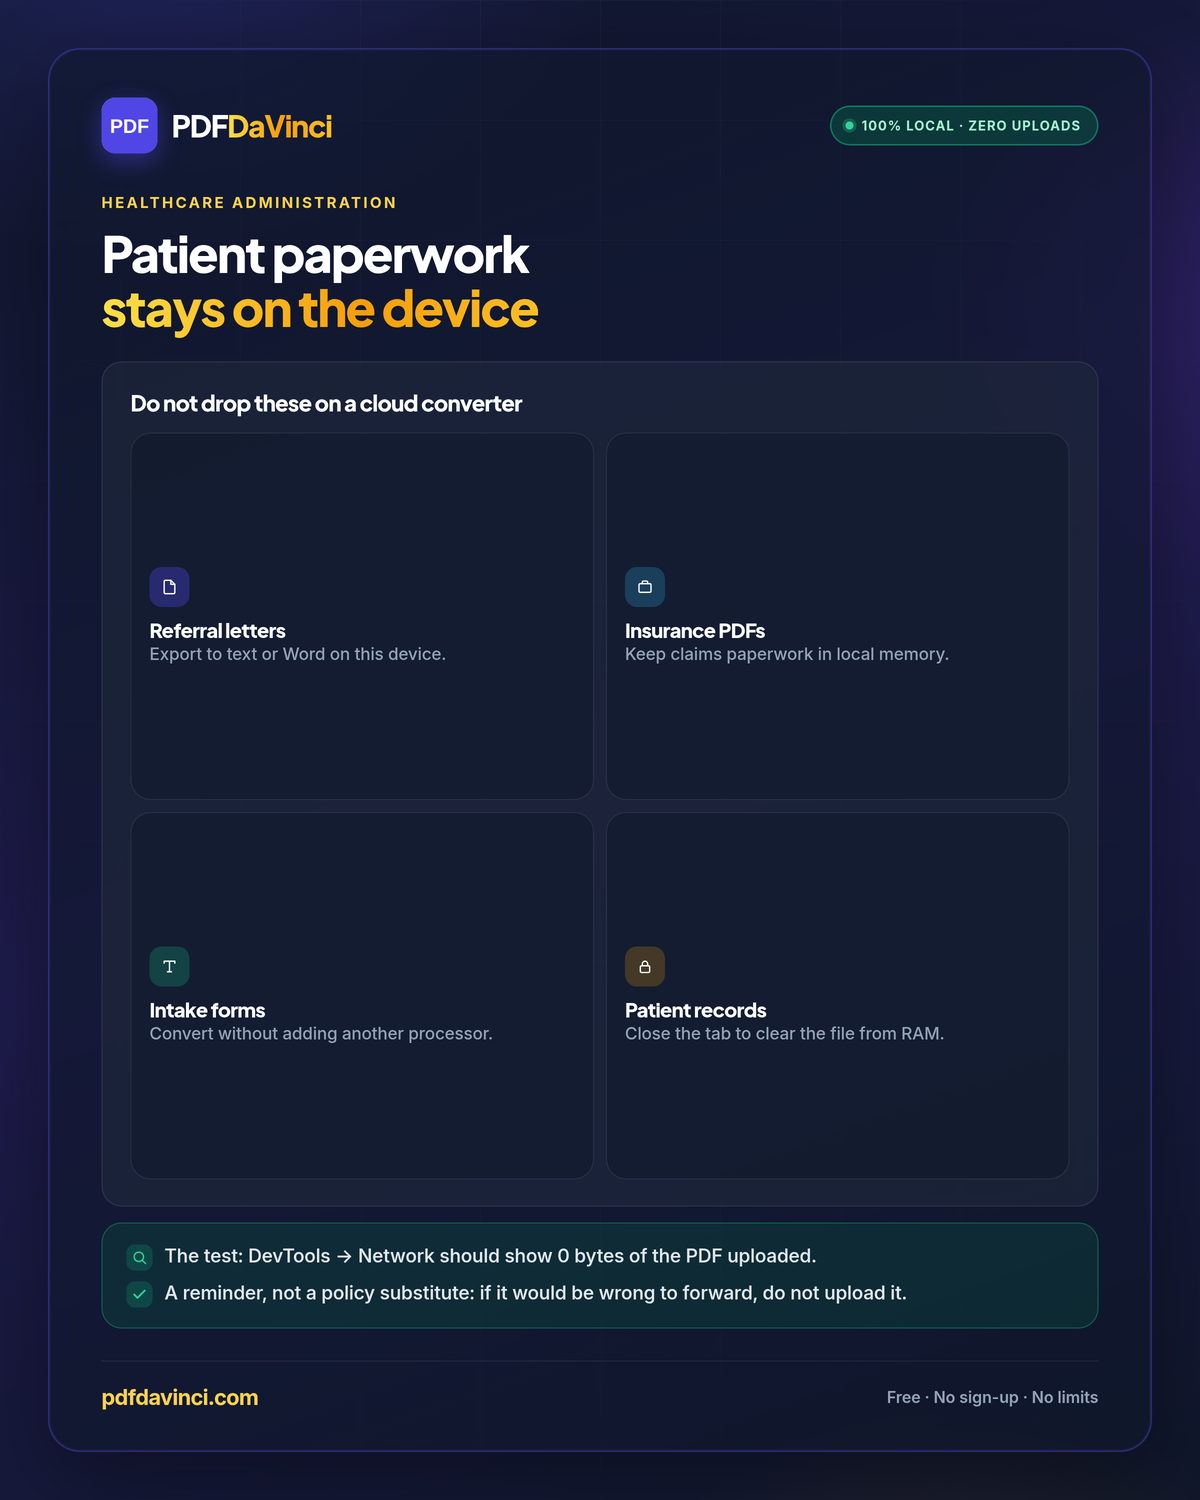 PDF
PDFDaVinci
100% LOCAL · ZERO UPLOADS
HEALTHCARE ADMINISTRATION
Patient paperwork
stays on the device
Do not drop these on a cloud converter
Referral letters
Export to text or Word on this device.
Insurance PDFs
Keep claims paperwork in local memory.
Intake forms
Convert without adding another processor.
Patient records
Close the tab to clear the file from RAM.
The test: DevTools → Network should show 0 bytes of the PDF uploaded.
A reminder, not a policy substitute: if it would be wrong to forward, do not upload it.
pdfdavinci.com
Free · No sign-up · No limits